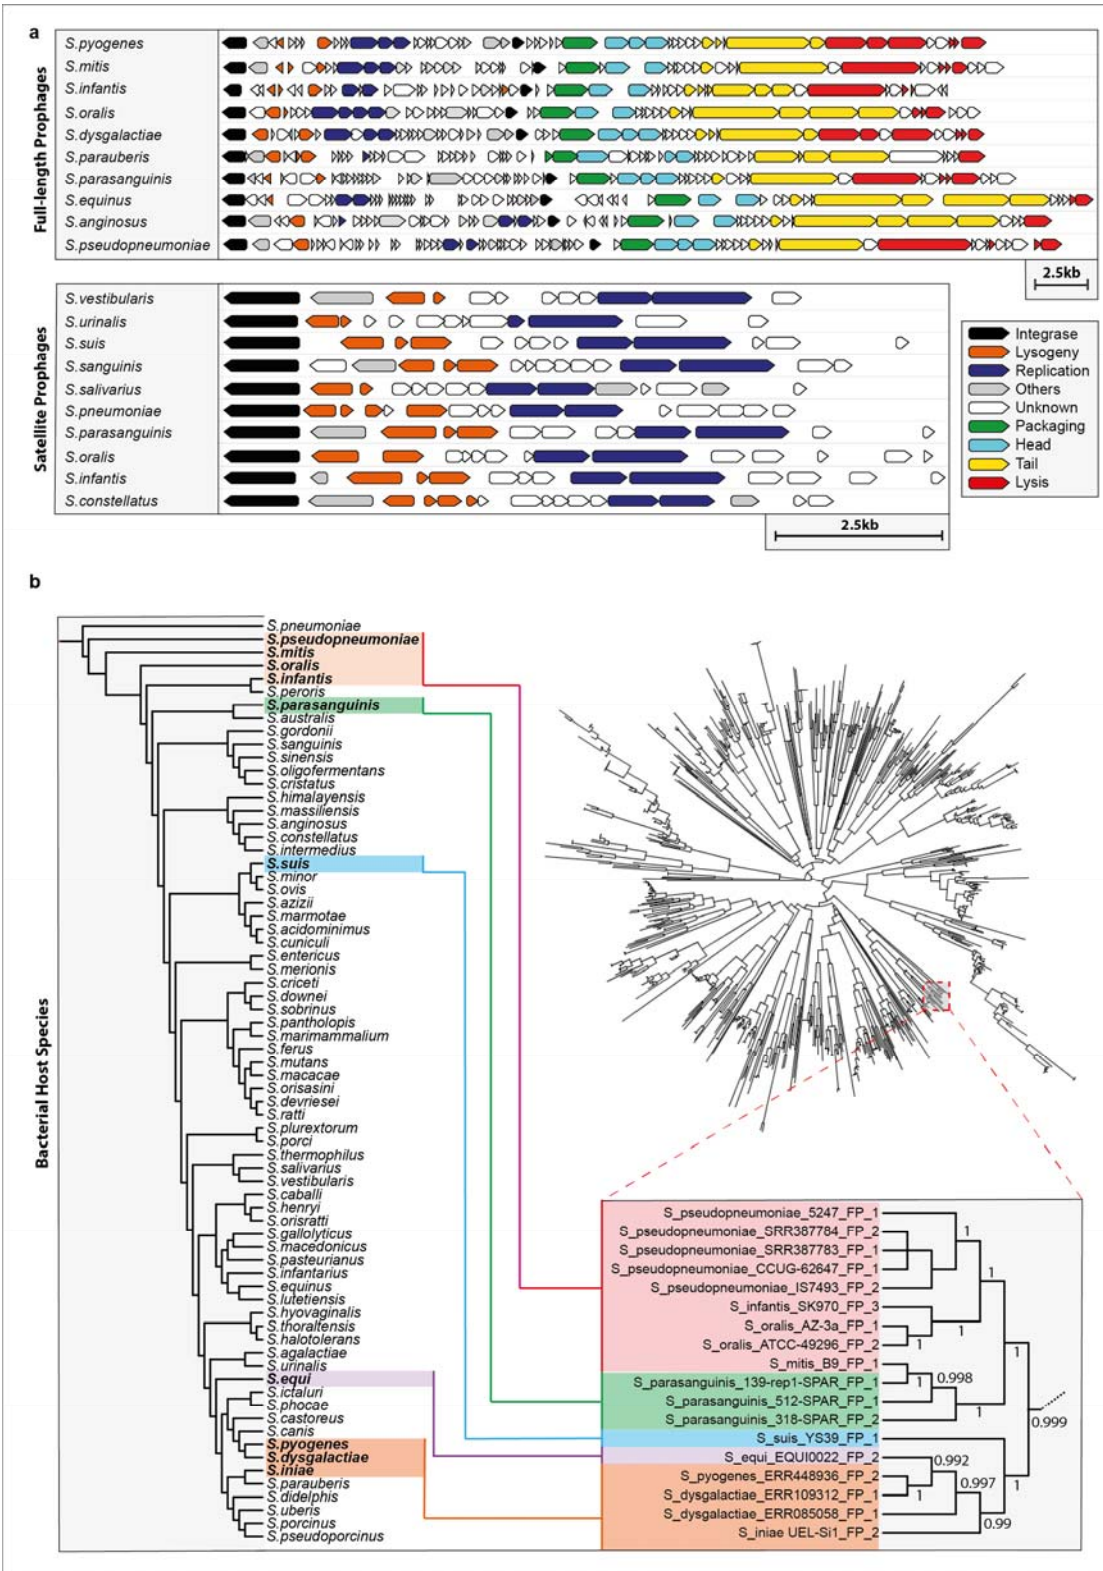 a
Full-length Prophages
S.pyogenes
S.mitis
S.infantis
S.oralis
S.dysgalactiae
S.parauberis
S.parasanguinis
S.equinus
S.anginosus
S.pseudopneumoniae
2.5kb
Satellite Prophages
S.vestibularis
S.urinalis
S.suis
S.sanguinis
S.salivarius
S.pneumoniae
S.parasanguinis
S.oralis
S.infantis
S.constellatus
2.5kb
Integrase
Lysogeny
Replication
Others
Unknown
Packaging
Head
Tail
Lysis
b
Bacterial Host Species
S.pneumoniae
S.pseudopneumoniae
S.mitis
S.oralis
S.infantis
S.peroris
S.parasanguinis
S.australis
S.gordonii
S.sanguinis
S.sinensis
S.oligofermentans
S.cristatus
S.himalayensis
S.massiliensis
S.anginosus
S.constellatus
S.intermedius
S.suis
S.minor
S.ovis
S.azizii
S.marmotae
S.acidominimus
S.cuniculi
S.entericus
S.merionis
S.criceti
S.downei
S.sobrinus
S.pantholopis
S.marimammalium
S.ferus
S.mutans
S.macacae
S.orisasini
S.devriesei
S.ratti
S.plurextorum
S.porci
S.thermophilus
S.salivarius
S.vestibularis
S.caballi
S.henryi
S.orisratti
S.gallolyticus
S.macedonicus
S.pasteurianus
S.infantarius
S.equinus
S.lutetiensis
S.hyovaginalis
S.thoraltensis
S.halotolerans
S.agalactiae
S.urinalis
S.equi
S.ictaluri
S.phocae
S.castoreus
S.canis
S.pyogenes
S.dysgalactiae
S.iniae
S.parauberis
S.didelphis
S.uberis
S.porcinus
S.pseudoporcinus
S_pseudopneumoniae_5247_FP_1
S_pseudopneumoniae_SRR387784_FP_2
1
S_pseudopneumoniae_SRR387783_FP_1
S_pseudopneumoniae_CCUG-62647_FP_1
1
S_pseudopneumoniae_IS7493_FP_2
S_infantis_SK970_FP_3
S_oralis_AZ-3a_FP_1
1
S_oralis_ATCC-49296_FP_2
1
1
S_mitis_B9_FP_1
S_parasanguinis_139-rep1-SPAR_FP_1
1
0.998
S_parasanguinis_512-SPAR_FP_1
1
S_parasanguinis_318-SPAR_FP_2
0.999
S_suis_YS39_FP_1
S_equi_EQUI0022_FP_2
0.992
S_pyogenes_ERR448936_FP_2
0.997
1
S_dysgalactiae_ERR109312_FP_1
1
S_dysgalactiae_ERR085058_FP_1
0.99
S_iniae UEL-Si1_FP_2